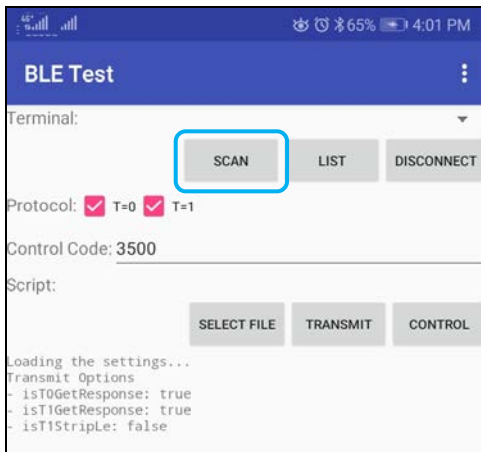 65% 4:01 PM
BLE Test
Terminal:
SCAN LIST DISCONNECT
Protocol: T=0 T=1
Control Code: 3500
Script:
SELECT FILE TRANSMIT CONTROL
Loading the settings...
Transmit Options
- isT0GetResponse: true
- isT1GetResponse: true
- isT1StripLe: false